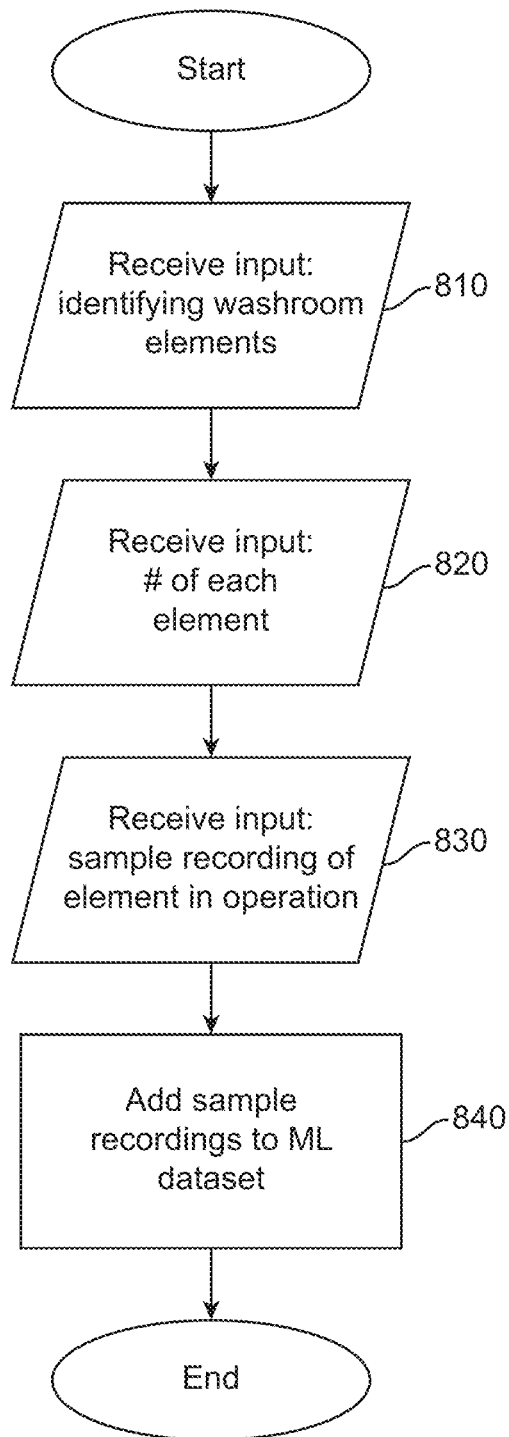 Start
Receive input:
identifying washroom
elements
810
Receive input:
# of each
element
820
Receive input:
sample recording of
element in operation
830
Add sample
recordings to ML
dataset
840
End